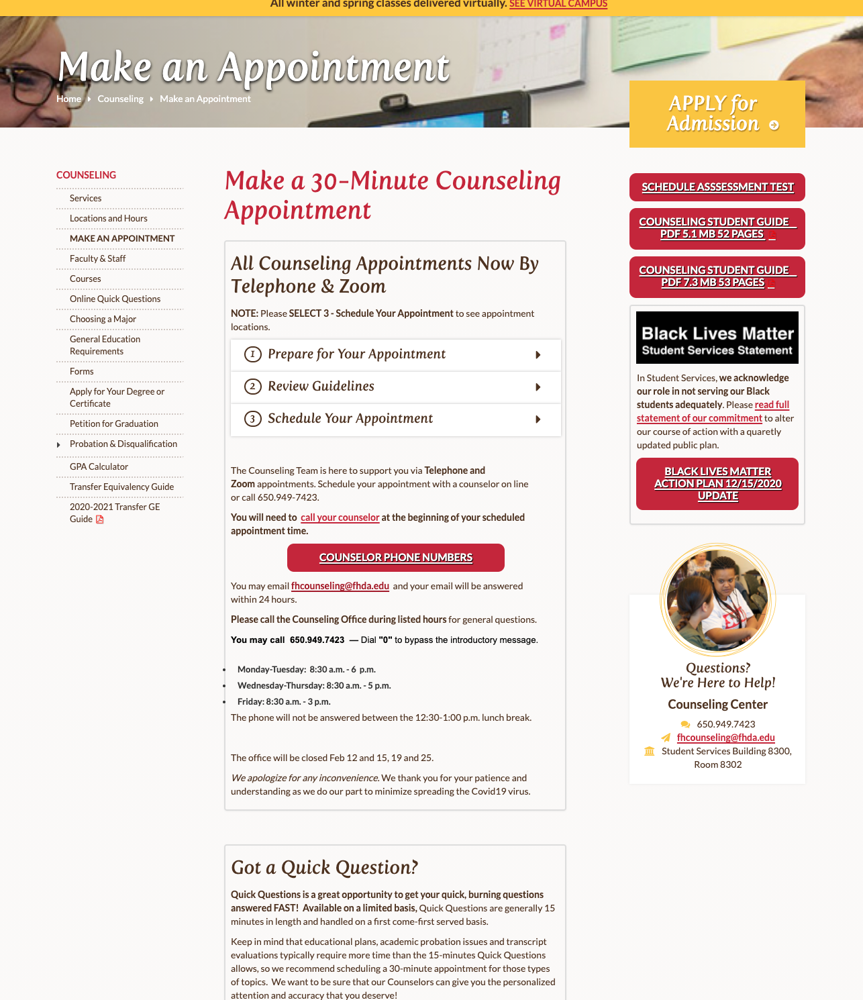 All winter and spring classes delivered virtually. SEE VIRTUAL CAMPUS
Make an Appointment
Home Counseling Make an Appointment
APPLY for
Admission
COUNSELING
Services
Locations and Hours
MAKE AN APPOINTMENT
Faculty & Staff
Courses
Online Quick Questions
Choosing a Major
General Education
Requirements
Forms
Apply for Your Degree or
Certificate
Petition for Graduation
Probation & Disqualification
GPA Calculator
Transfer Equivalency Guide
2020-2021 Transfer GE
Guide
Make a 30-Minute Counseling
Appointment
All Counseling Appointments Now By
Telephone & Zoom
NOTE: Please SELECT 3 - Schedule Your Appointment to see appointment
locations.
1 Prepare for Your Appointment
2 Review Guidelines
3 Schedule Your Appointment
The Counseling Team is here to support you via Telephone and
Zoom appointments. Schedule your appointment with a counselor on line
or call 650.949-7423.
You will need to call your counselor at the beginning of your scheduled
appointment time.
COUNSELOR PHONE NUMBERS
You may email fhcounseling@fhda.edu and your email will be answered
within 24 hours.
Please call the Counseling Office during listed hours for general questions.
You may call 650.949.7423 — Dial "0" to bypass the introductory message.
• Monday-Tuesday: 8:30 a.m. - 6 p.m.
• Wednesday-Thursday: 8:30 a.m. - 5 p.m.
• Friday: 8:30 a.m. - 3 p.m.
The phone will not be answered between the 12:30-1:00 p.m. lunch break.
The office will be closed Feb 12 and 15, 19 and 25.
We apologize for any inconvenience. We thank you for your patience and
understanding as we do our part to minimize spreading the Covid19 virus.
Got a Quick Question?
Quick Questions is a great opportunity to get your quick, burning questions
answered FAST! Available on a limited basis, Quick Questions are generally 15
minutes in length and handled on a first come-first served basis.
Keep in mind that educational plans, academic probation issues and transcript
evaluations typically require more time than the 15-minutes Quick Questions
allows, so we recommend scheduling a 30-minute appointment for those types
of topics. We want to be sure that our Counselors can give you the personalized
attention and accuracy that you deserve!
SCHEDULE ASSSESSMENT TEST
COUNSELING STUDENT GUIDE
PDF 5.1 MB 52 PAGES
COUNSELING STUDENT GUIDE
PDF 7.3 MB 53 PAGES
Black Lives Matter
Student Services Statement
In Student Services, we acknowledge
our role in not serving our Black
students adequately. Please read full
statement of our commitment to alter
our course of action with a quaretly
updated public plan.
BLACK LIVES MATTER
ACTION PLAN 12/15/2020
UPDATE
Questions?
We're Here to Help!
Counseling Center
650.949.7423
fhcounseling@fhda.edu
Student Services Building 8300,
Room 8302